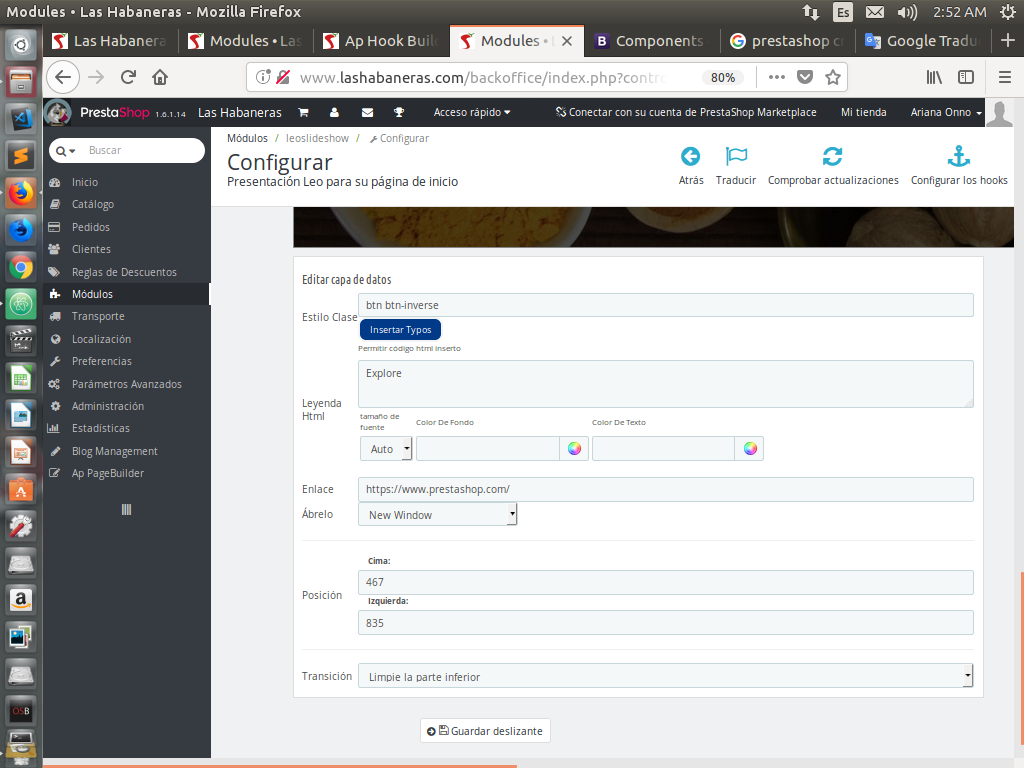 Modules • Las Habaneras - Mozilla Firefox
Es
2:52 AM
Las Habanera
Modules • Las
Ap Hook Buil
Modules • L
Components
prestashop c
Google Tradu
www.lashabaneras.com/backoffice/index.php?contro
80%
PrestaShop 1.6.1.14
Las Habaneras
Acceso rápido
Conectar con su cuenta de PrestaShop Marketplace
Mi tienda
Ariana Onno
Buscar
Inicio
Catálogo
Pedidos
Clientes
Reglas de Descuentos
Módulos
Transporte
Localización
Preferencias
Parámetros Avanzados
Administración
Estadísticas
Blog Management
Ap PageBuilder
Módulos / leoslideshow / Configurar
Configurar
Presentación Leo para su página de inicio
Atrás
Traducir
Comprobar actualizaciones
Configurar los hooks
Editar capa de datos
Estilo Clase
btn btn-inverse
Insertar Typos
Permitir código html inserto
Leyenda
Html
Explore
tamaño de
fuente
Color De Fondo
Color De Texto
Auto
Enlace
https://www.prestashop.com/
Ábrelo
New Window
Posición
Cima:
467
Izquierda:
835
Transición
Limpie la parte inferior
Guardar deslizante